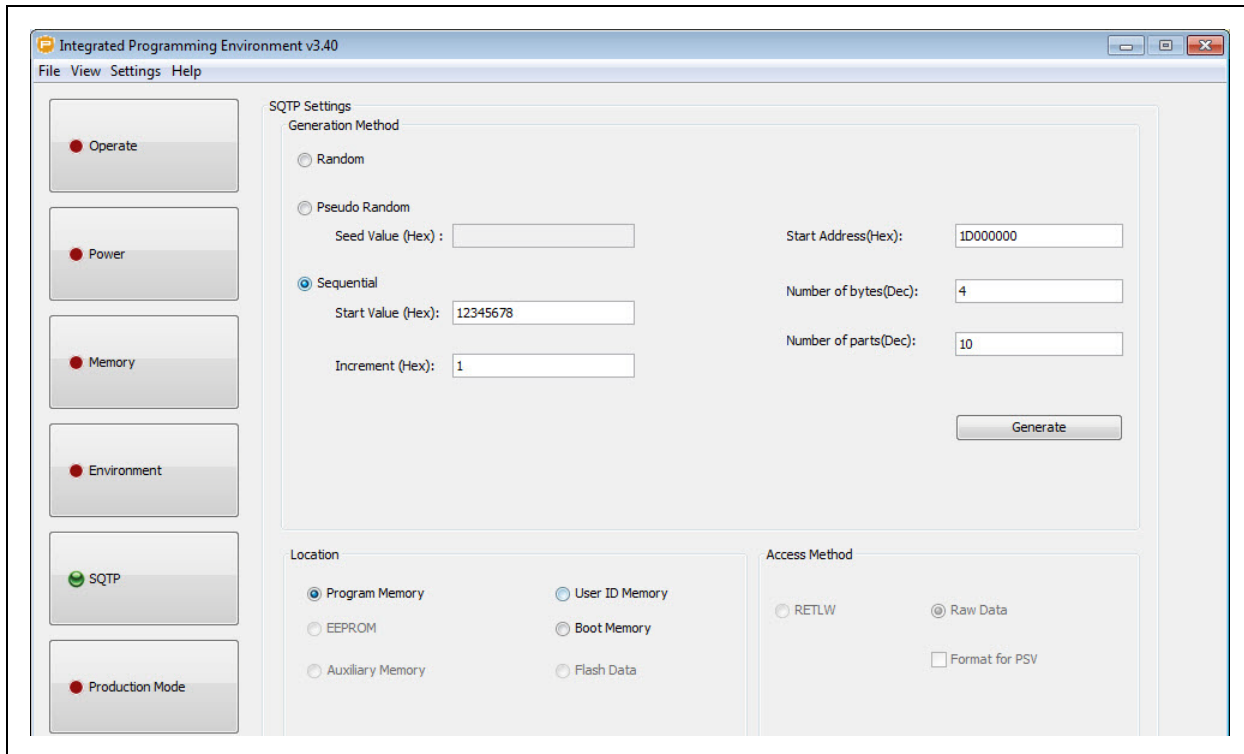 Integrated Programming Environment v3.40
File View Settings Help
Operate
Power
Memory
Environment
SQTP
Production Mode
SQTP Settings
Generation Method
Random
Pseudo Random
Seed Value (Hex) :
Sequential
Start Value (Hex): 12345678
Increment (Hex): 1
Start Address(Hex): 1D000000
Number of bytes(Dec): 4
Number of parts(Dec): 10
Generate
Location
Program Memory User ID Memory
EEPROM Boot Memory
Auxiliary Memory Flash Data
Access Method
RETLW Raw Data
Format for PSV